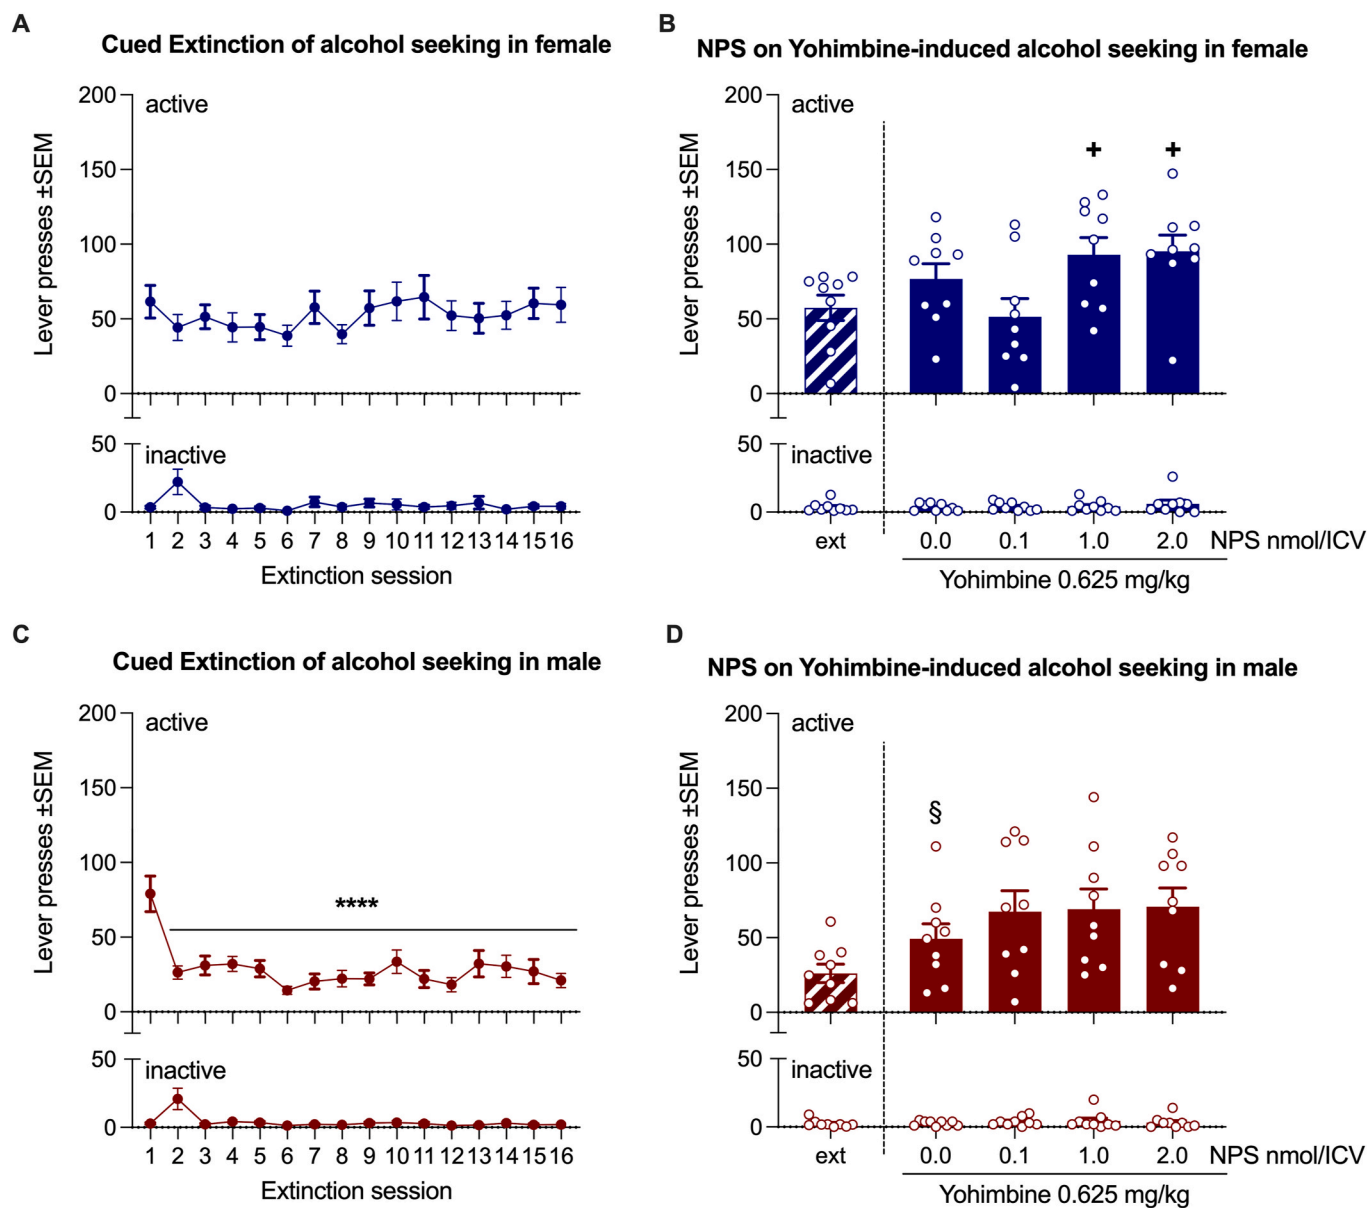 A
Cued Extinction of alcohol seeking in female
200
active
150
100
50
0
50
inactive
0
1 2 3 4 5 6 7 8 9 10 11 12 13 14 15 16
Extinction session
Lever presses ±SEM
B
NPS on Yohimbine-induced alcohol seeking in female
200
active
150
+ +
100
50
0
50
inactive
0
ext 0.0 0.1 1.0 2.0 NPS nmol/ICV
Yohimbine 0.625 mg/kg
Lever presses ±SEM
C
Cued Extinction of alcohol seeking in male
200
active
150
100
****
50
0
50
inactive
0
1 2 3 4 5 6 7 8 9 10 11 12 13 14 15 16
Extinction session
Lever presses ±SEM
D
NPS on Yohimbine-induced alcohol seeking in male
200
active
150
§
100
50
0
50
inactive
0
ext 0.0 0.1 1.0 2.0 NPS nmol/ICV
Yohimbine 0.625 mg/kg
Lever presses ±SEM